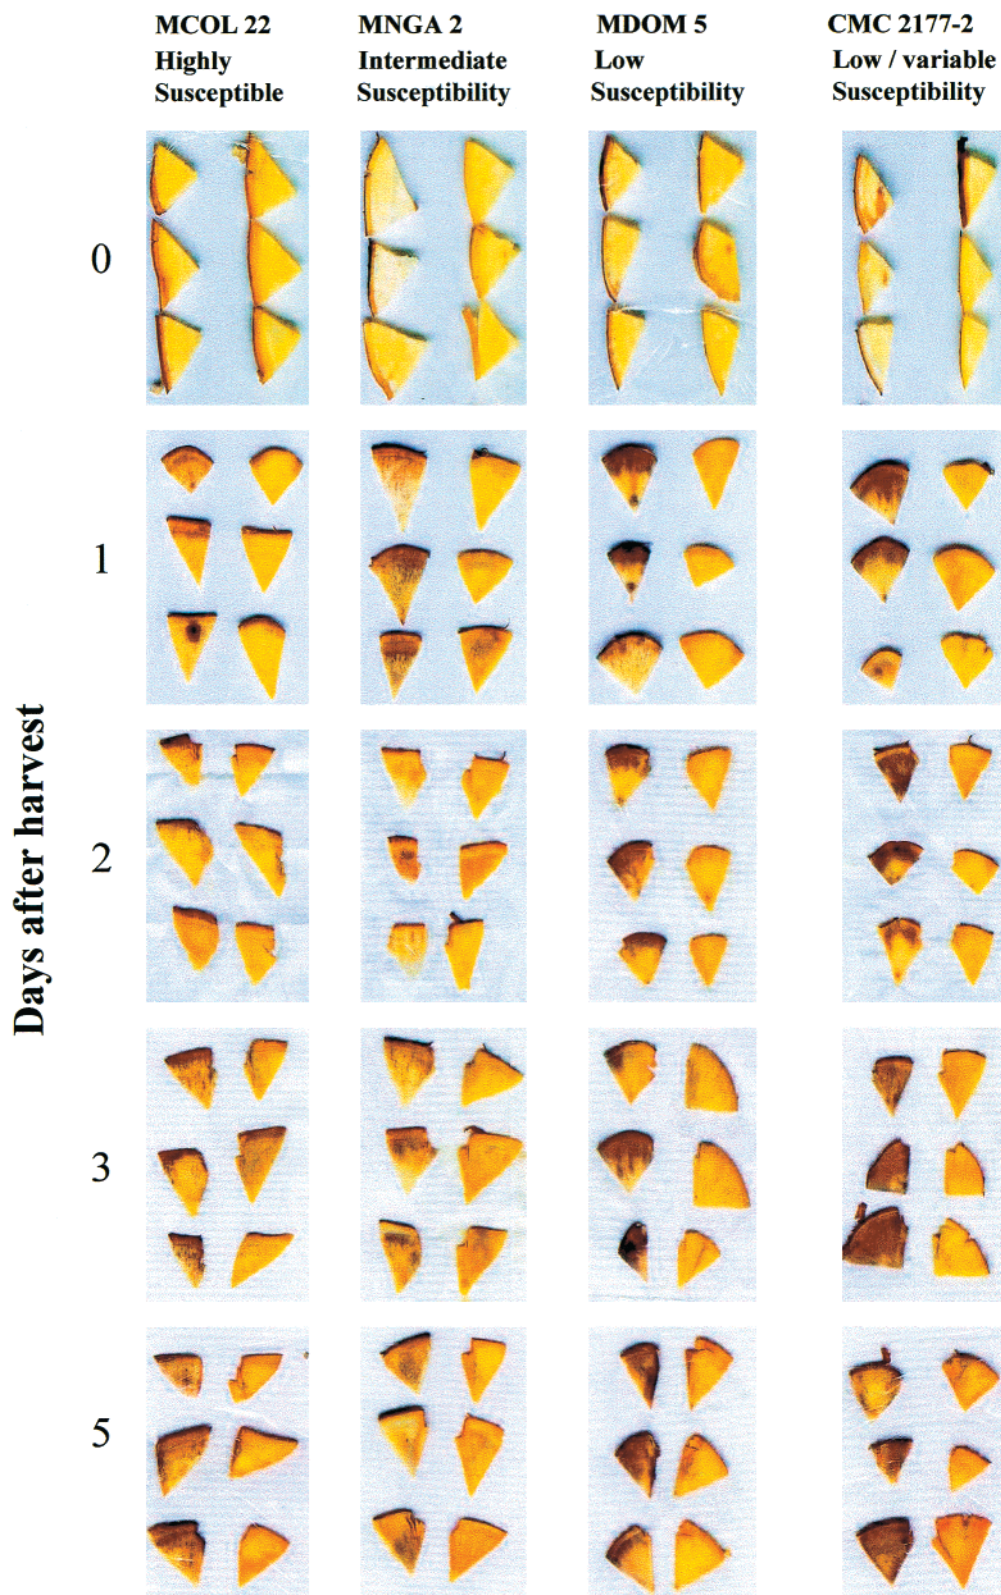 MCOL 22
Highly
Susceptible
MNGA 2
Intermediate
Susceptibility
MDOM 5
Low
Susceptibility
CMC 2177-2
Low / variable
Susceptibility
Days after harvest
0
1
2
3
5